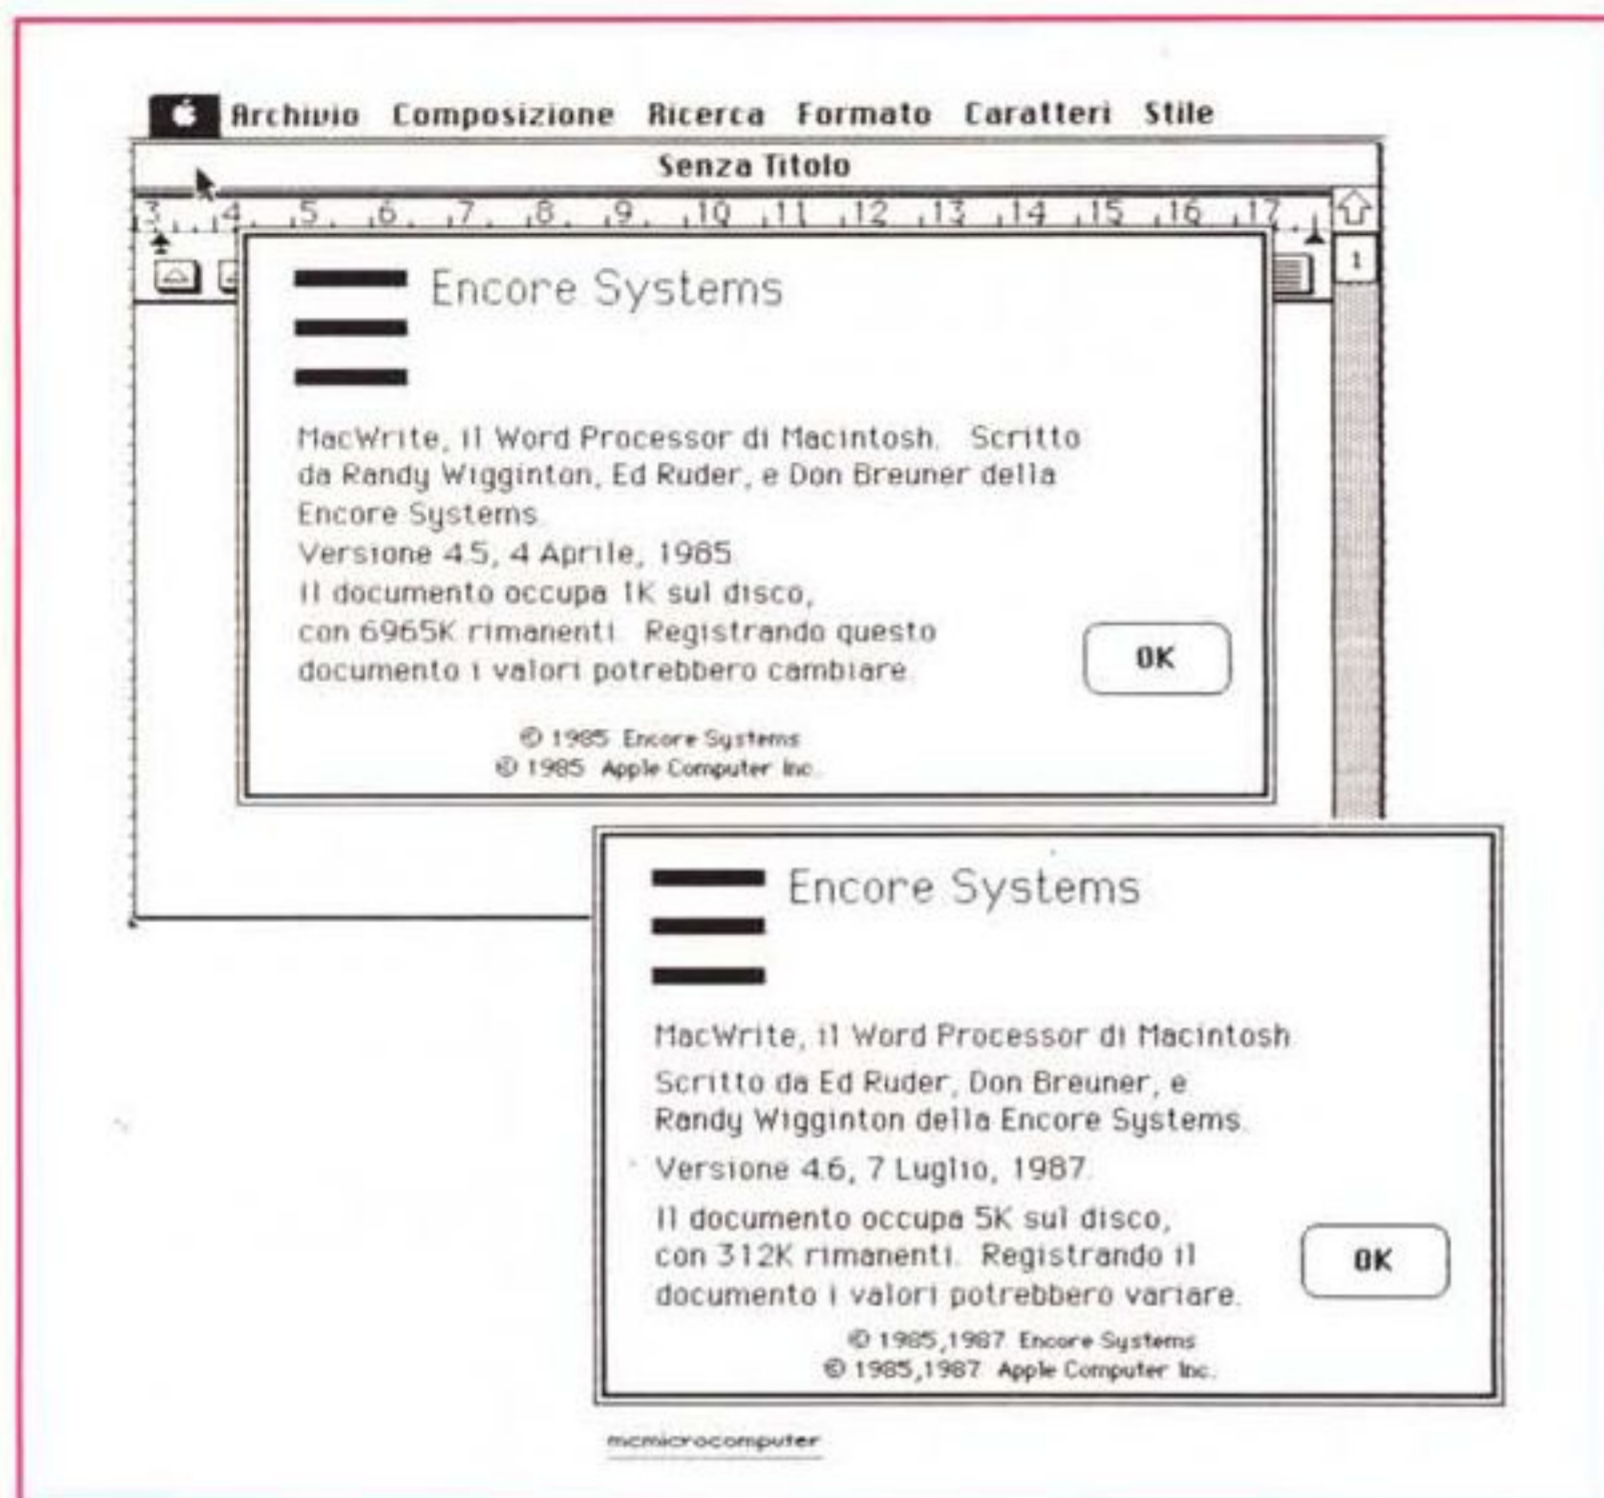 Archivio Composizione Ricerca Formato Caratteri Stile
Senza Titolo
3 4 5 6 7 8 9 10 11 12 13 14 15 16 17
1
Encore Systems
MacWrite, il Word Processor di Macintosh. Scritto
da Randy Wigginton, Ed Ruder, e Don Breuner della
Encore Systems.
Versione 4.5, 4 Aprile, 1985.
Il documento occupa 1K sul disco,
con 6965K rimanenti. Registrando questo
documento i valori potrebbero cambiare.
OK
© 1985 Encore Systems
© 1985 Apple Computer Inc.
Encore Systems
MacWrite, il Word Processor di Macintosh
Scritto da Ed Ruder, Don Breuner, e
Randy Wigginton della Encore Systems.
Versione 4.6, 7 Luglio, 1987.
Il documento occupa 5K sul disco,
con 312K rimanenti. Registrando il
documento i valori potrebbero variare.
OK
© 1985,1987 Encore Systems
© 1985,1987 Apple Computer Inc.
mcmicrocomputer